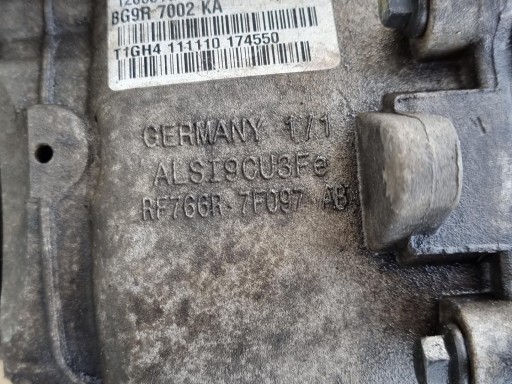 BG9R 7002 KA
T1GH4 111110 174550
GERMANY 1/1
ALSI9CU3Fe
RF766R-7F097 AB